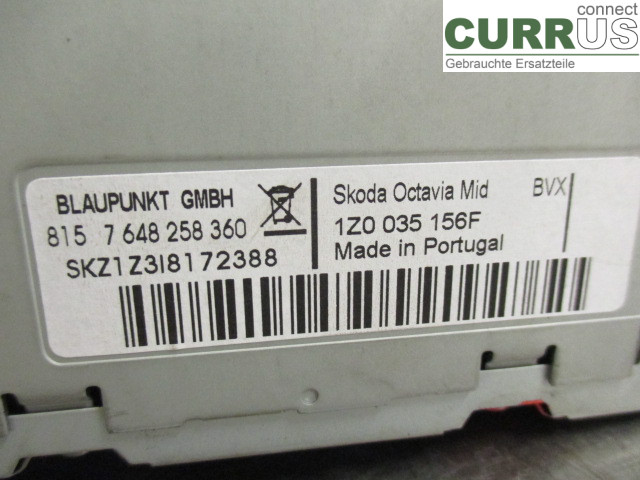 connect
CURRUS
Gebrauchte Ersatzteile
BLAUPUNKT GMBH
815 7 648 258 360
SKZ1Z3I8172388
Skoda Octavia Mid BVX
1Z0 035 156F
Made in Portugal